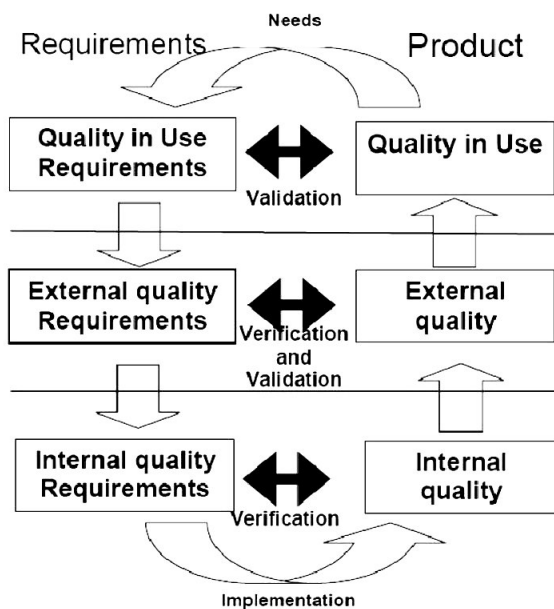 Needs
Requirements
Product
Quality in Use
Requirements
Quality in Use
Validation
External quality
Requirements
External
quality
Verification
and
Validation
Internal quality
Requirements
Internal
quality
Verification
Implementation